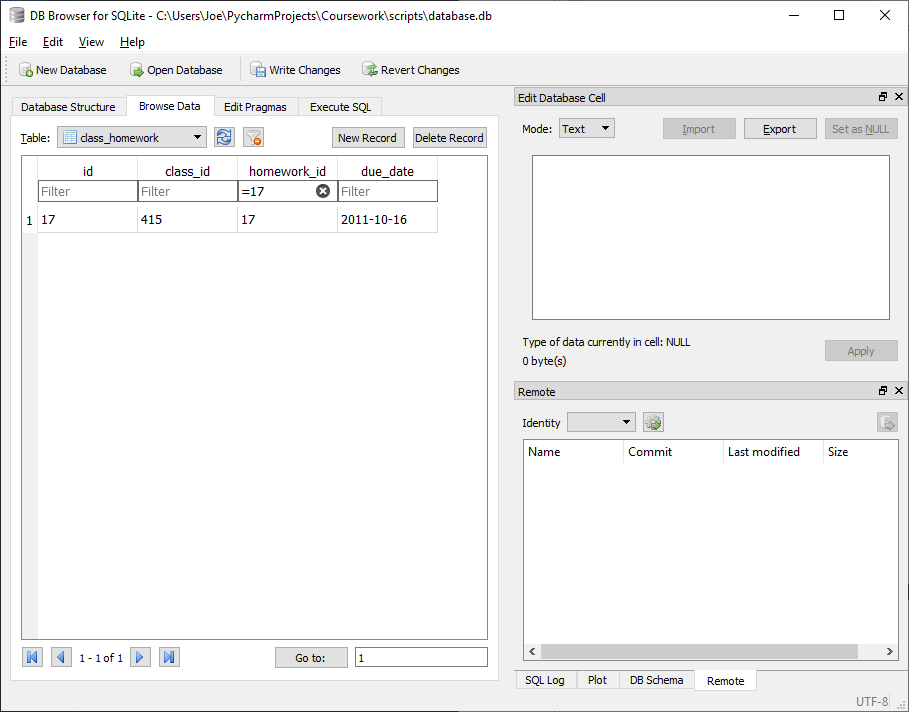 DB Browser for SQLite - C:\Users\Joe\PycharmProjects\Coursework\scripts\database.db
File Edit View Help
New Database Open Database Write Changes Revert Changes
Database Structure Browse Data Edit Pragmas Execute SQL
Table: class_homework New Record Delete Record
id class_id homework_id due_date
Filter Filter =17 Filter
1 17 415 17 2011-10-16
1 - 1 of 1 Go to: 1
Edit Database Cell
Mode: Text Import Export Set as NULL
Type of data currently in cell: NULL
0 byte(s)
Apply
Remote
Identity
Name Commit Last modified Size
SQL Log Plot DB Schema Remote
UTF-8